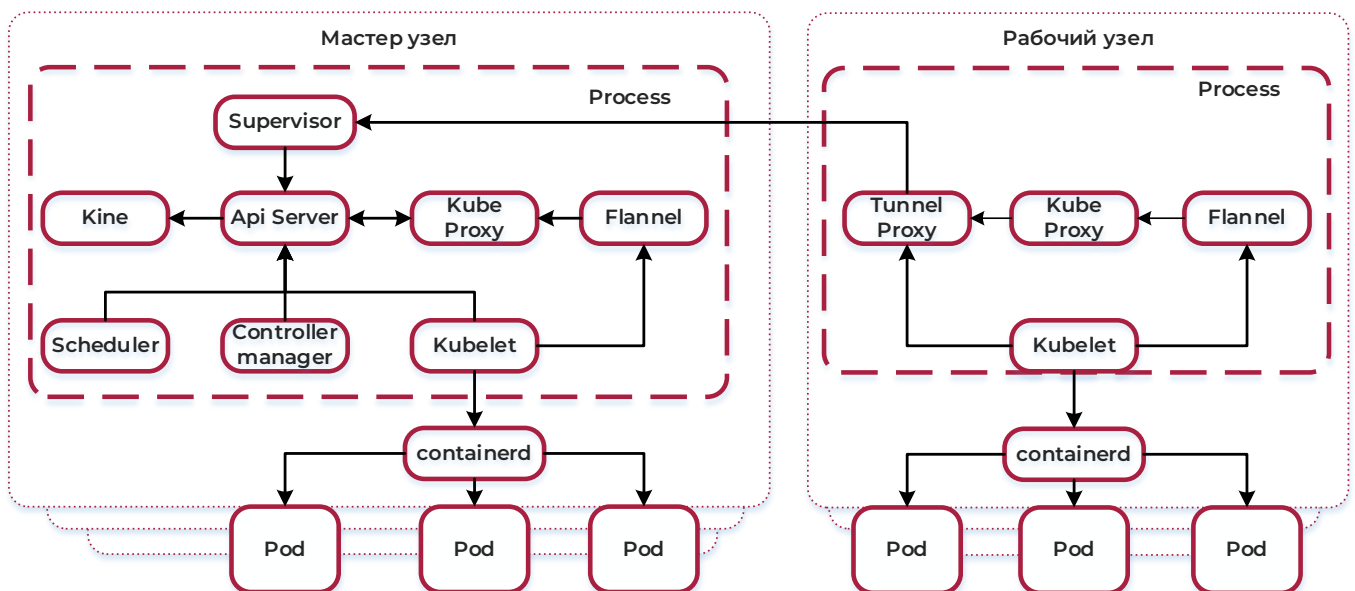 Мастер узел
Process
Supervisor
Kine
Api Server
Kube
Proxy
Flannel
Scheduler
Controller
manager
Kubelet
containerd
Pod
Pod
Pod
Рабочий узел
Process
Tunnel
Proxy
Kube
Proxy
Flannel
Kubelet
containerd
Pod
Pod
Pod